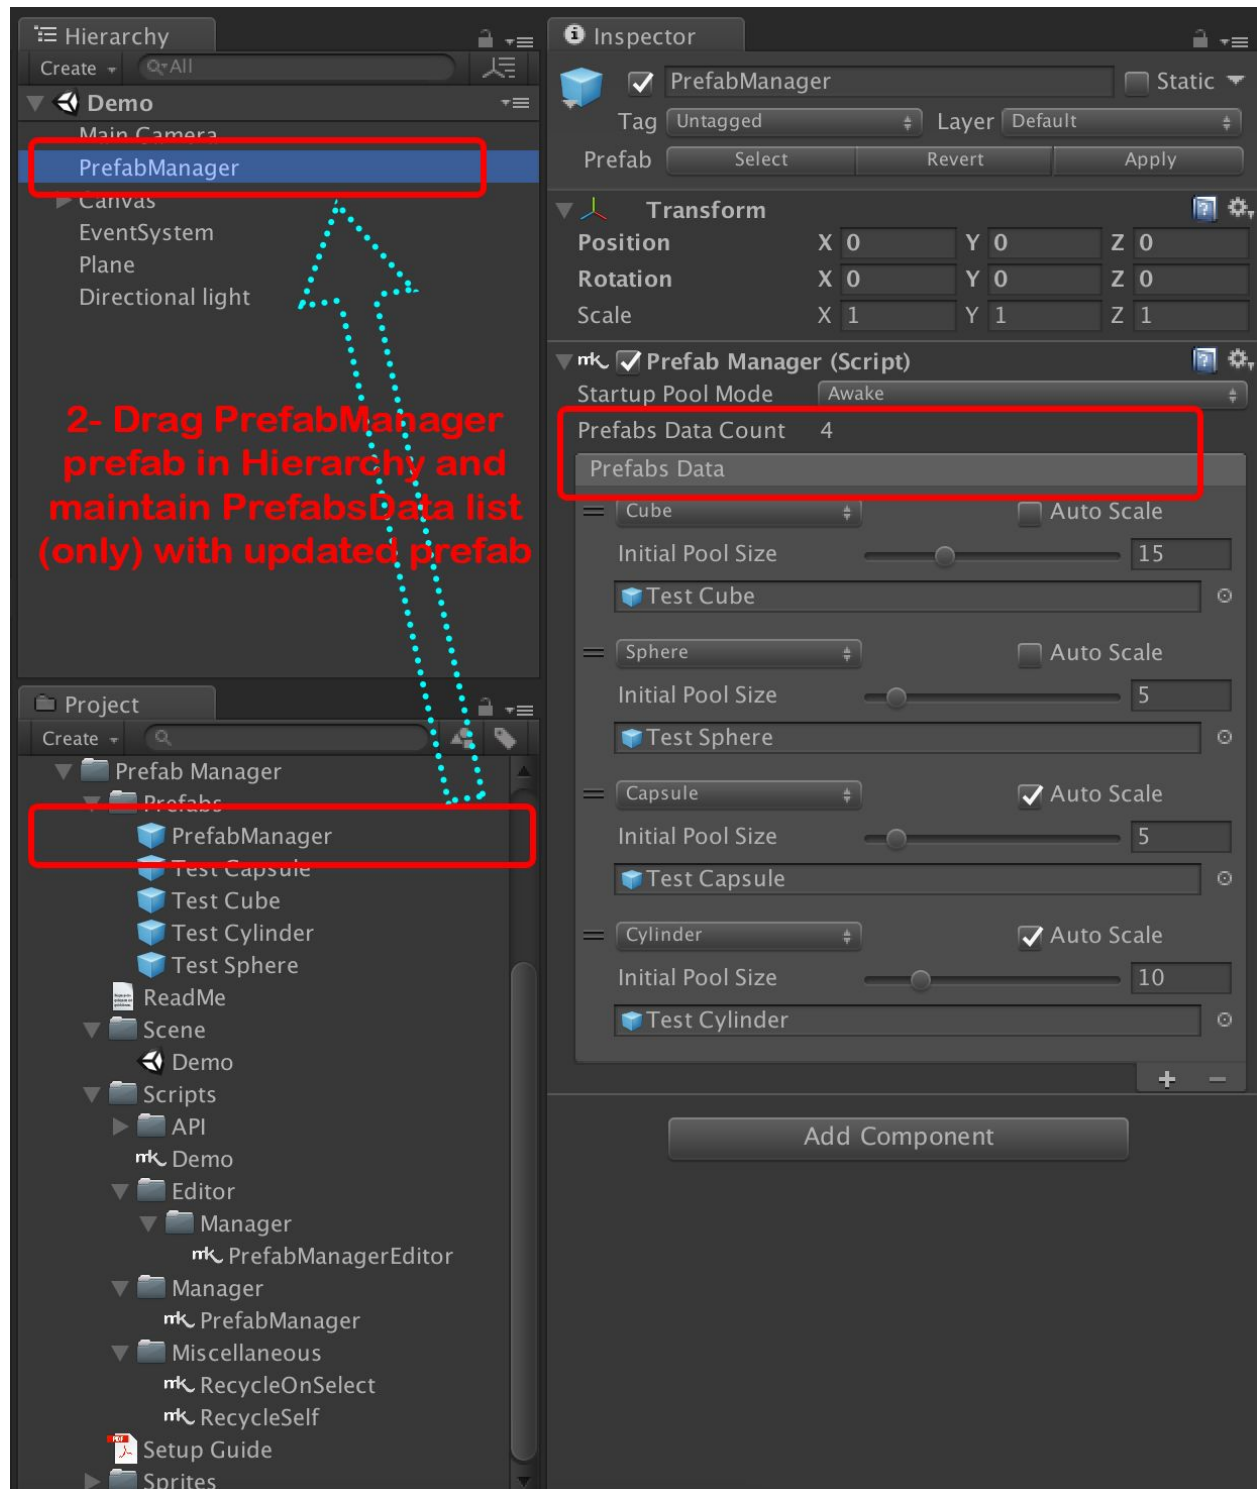 Hierarchy
Create
All
Demo
Main Camera
PrefabManager
Canvas
EventSystem
Plane
Directional light
2- Drag PrefabManager
prefab in Hierarchy and
maintain PrefabsData list
(only) with updated prefab
Project
Create
Prefab Manager
Prefabs
PrefabManager
Test Capsule
Test Cube
Test Cylinder
Test Sphere
ReadMe
Scene
Demo
Scripts
API
Demo
Editor
Manager
PrefabManagerEditor
Manager
PrefabManager
Miscellaneous
RecycleOnSelect
RecycleSelf
PDF
Setup Guide
Sprites
Inspector
PrefabManager Static
Tag Untagged Layer Default
Prefab Select Revert Apply
Transform
Position X 0 Y 0 Z 0
Rotation X 0 Y 0 Z 0
Scale X 1 Y 1 Z 1
Prefab Manager (Script)
Startup Pool Mode Awake
Prefabs Data Count 4
Prefabs Data
Cube Auto Scale
Initial Pool Size 15
Test Cube
Sphere Auto Scale
Initial Pool Size 5
Test Sphere
Capsule Auto Scale
Initial Pool Size 5
Test Capsule
Cylinder Auto Scale
Initial Pool Size 10
Test Cylinder
+ −
Add Component